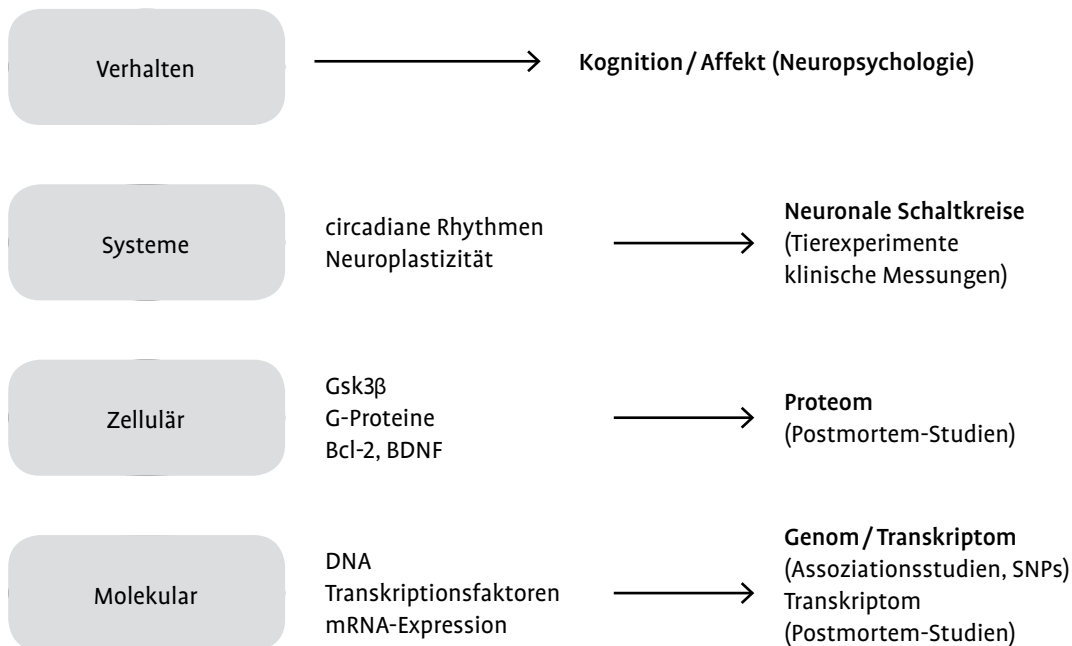 Verhalten
Kognition / Affekt (Neuropsychologie)
Systeme
circadiane Rhythmen
Neuroplastizität
Neuronale Schaltkreise
(Tierexperimente
klinische Messungen)
Zellulär
Gsk3β
G-Proteine
Bcl-2, BDNF
Proteom
(Postmortem-Studien)
Molekular
DNA
Transkriptionsfaktoren
mRNA-Expression
Genom / Transkriptom
(Assoziationsstudien, SNPs)
Transkriptom
(Postmortem-Studien)